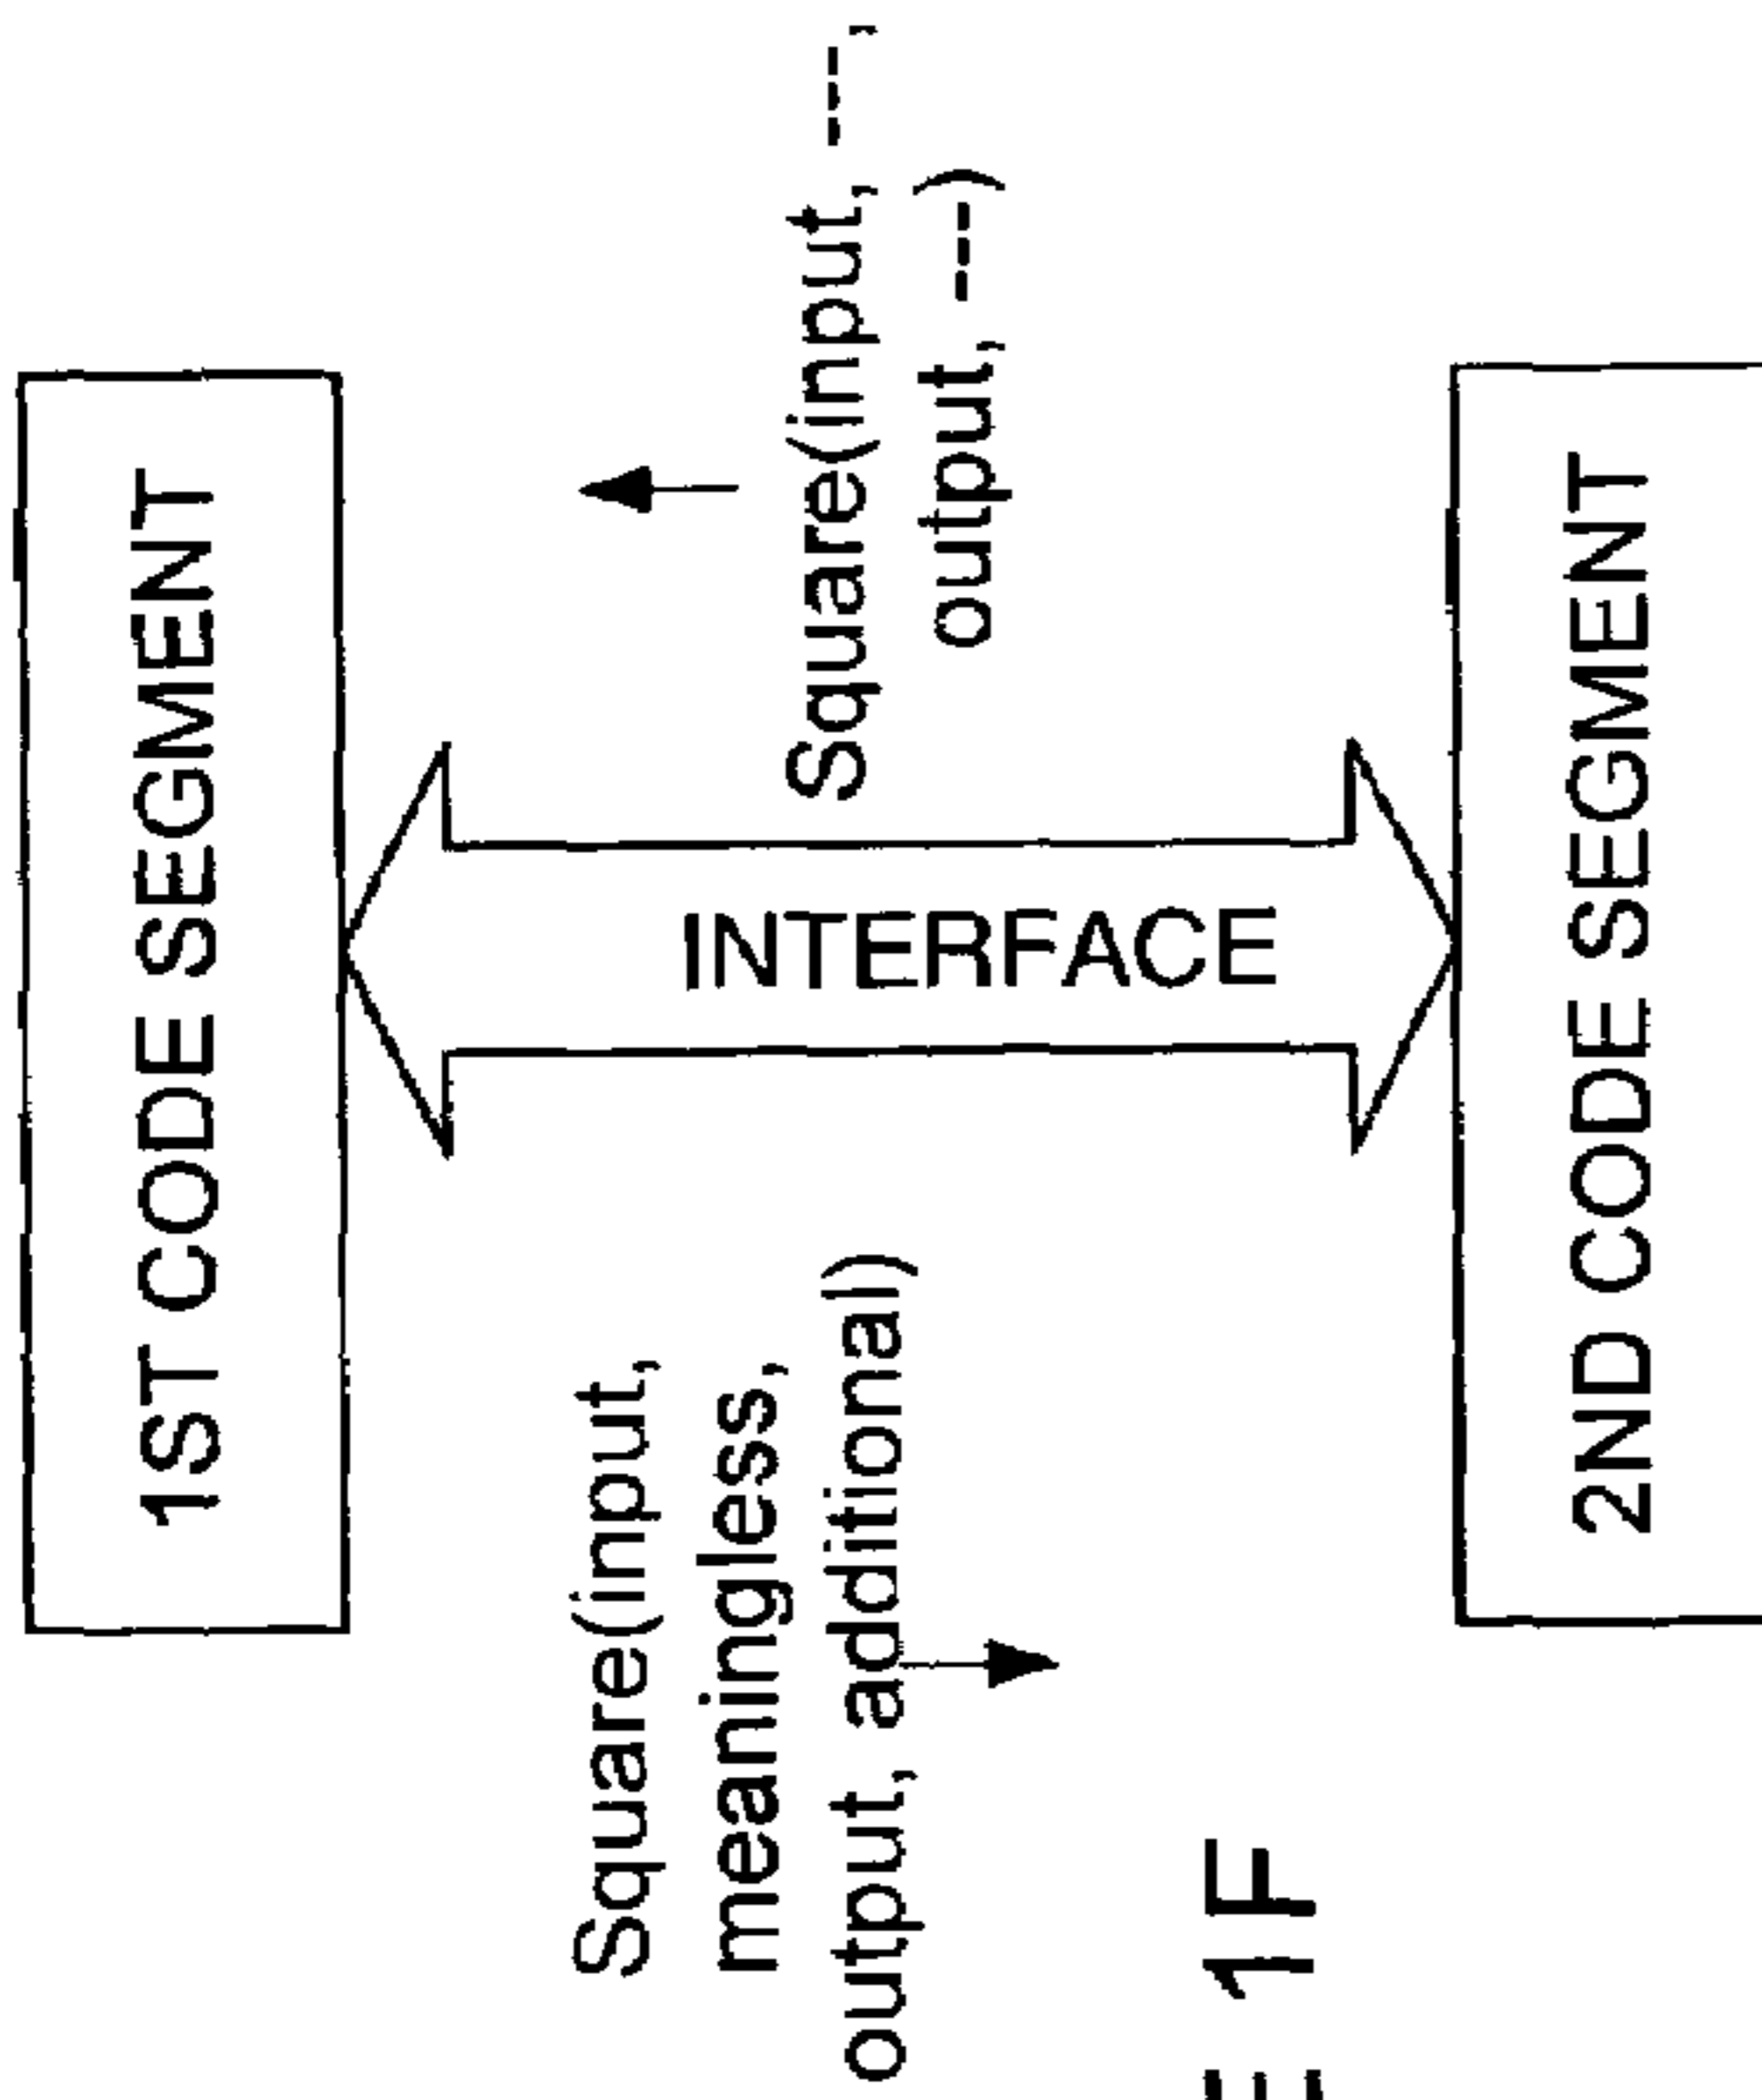 1ST CODE SEGMENT
Square(input,
meaningless,
output, additional)
INTERFACE
Square(input, ---,
output, ---)
2ND CODE SEGMENT
1F